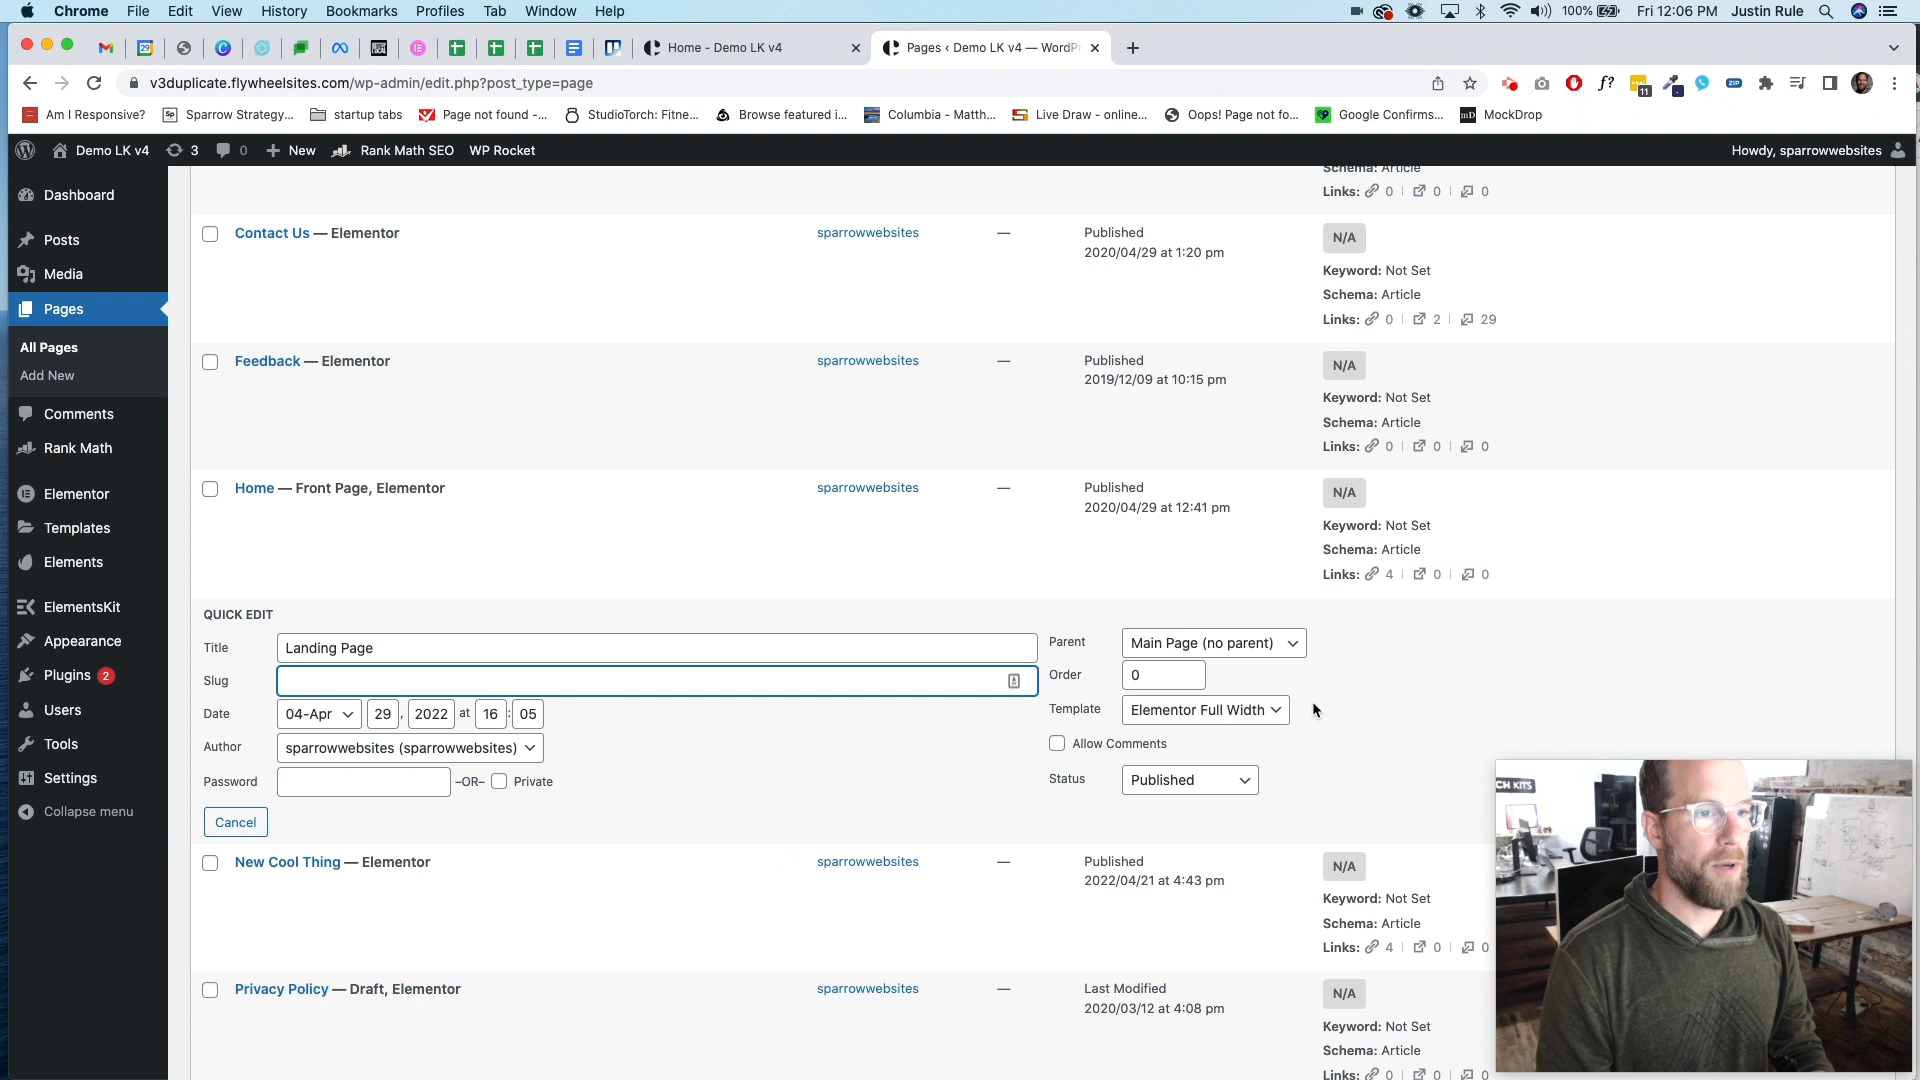 Chrome File Edit View History Bookmarks Profiles Tab Window Help 100% Fri 12:06 PM Justin Rule
Home - Demo LK v4 Pages ‹ Demo LK v4 — WordPr
v3duplicate.flywheelsites.com/wp-admin/edit.php?post_type=page
Am I Responsive? Sparrow Strategy... startup tabs Page not found -... StudioTorch: Fitne... Browse featured i... Columbia - Matth... Live Draw - online... Oops! Page not fo... Google Confirms... MockDrop
Demo LK v4 3 0 New Rank Math SEO WP Rocket Howdy, sparrowwebsites
Dashboard
Posts
Media
Pages
All Pages
Add New
Comments
Rank Math
Elementor
Templates
Elements
ElementsKit
Appearance
Plugins 2
Users
Tools
Settings
Collapse menu
Schema: Article
Links: 0 0 0
Contact Us — Elementor sparrowwebsites — Published N/A
2020/04/29 at 1:20 pm
Keyword: Not Set
Schema: Article
Links: 0 2 29
Feedback — Elementor sparrowwebsites — Published N/A
2019/12/09 at 10:15 pm
Keyword: Not Set
Schema: Article
Links: 0 0 0
Home — Front Page, Elementor sparrowwebsites — Published N/A
2020/04/29 at 12:41 pm
Keyword: Not Set
Schema: Article
Links: 4 0 0
QUICK EDIT
Title Landing Page
Slug
Date 04-Apr 29 , 2022 at 16 : 05
Author sparrowwebsites (sparrowwebsites)
Password –OR– Private
Parent Main Page (no parent)
Order 0
Template Elementor Full Width
Allow Comments
Status Published
Cancel
New Cool Thing — Elementor sparrowwebsites — Published N/A
2022/04/21 at 4:43 pm
Keyword: Not Set
Schema: Article
Links: 4 0 0
Privacy Policy — Draft, Elementor sparrowwebsites — Last Modified N/A
2020/03/12 at 4:08 pm
Keyword: Not Set
Schema: Article
Links: 0 0 0
CH KITS